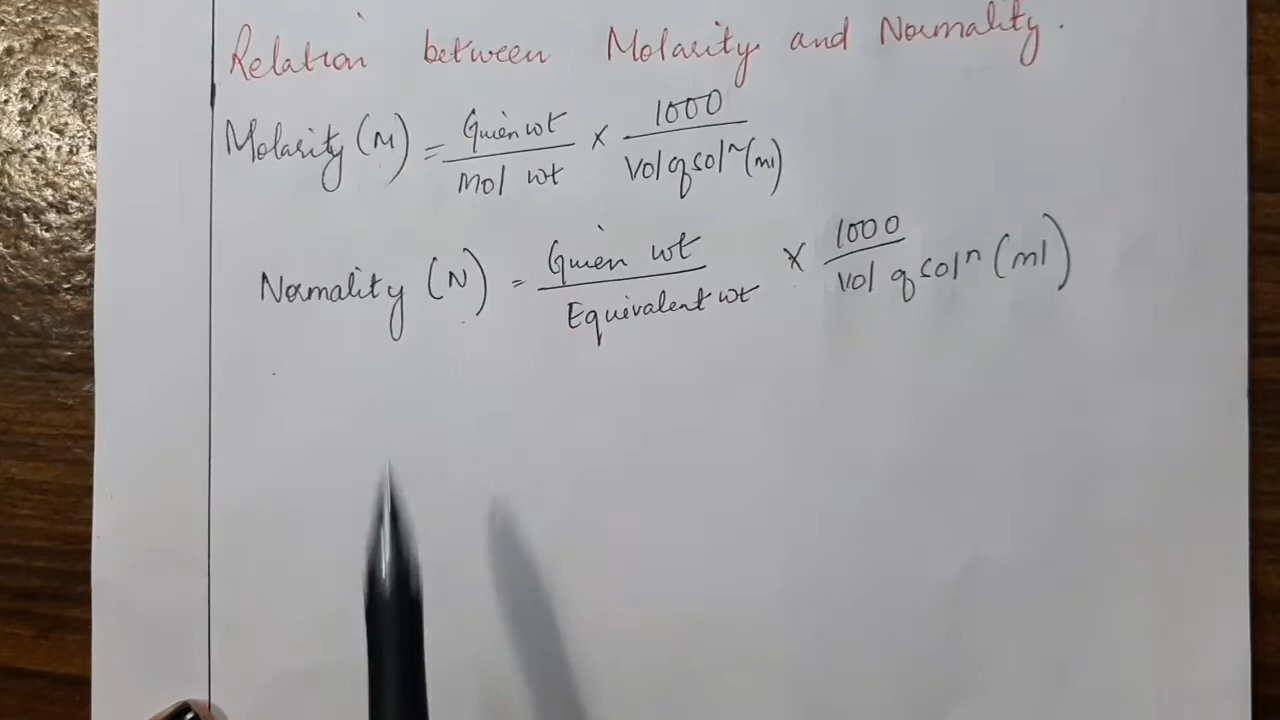 Relation between Molarity and Normality.
Molarity (M) = Given wt / Mol wt × 1000 / Vol of solⁿ (ml)
Normality (N) = Given wt / Equivalent wt × 1000 / Vol of solⁿ (ml)